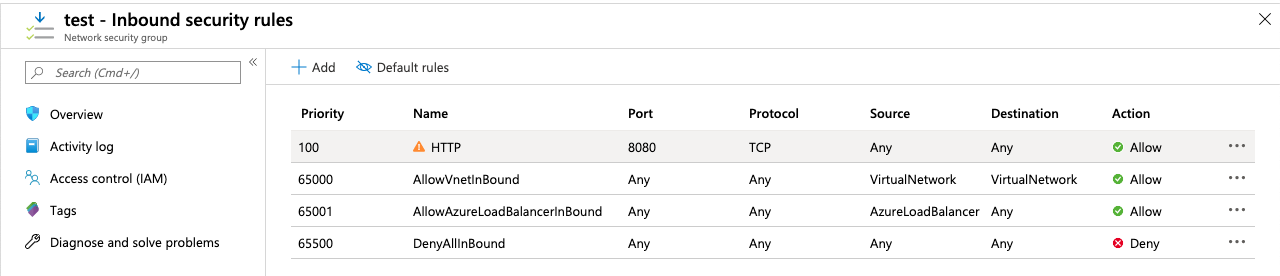 test - Inbound security rules
Network security group
Search (Cmd+/)
«
Overview
Activity log
Access control (IAM)
Tags
Diagnose and solve problems
Add Default rules
Priority Name Port Protocol Source Destination Action
100 HTTP 8080 TCP Any Any Allow
65000 AllowVnetInBound Any Any VirtualNetwork VirtualNetwork Allow
65001 AllowAzureLoadBalancerInBound Any Any AzureLoadBalancer Any Allow
65500 DenyAllInBound Any Any Any Any Deny